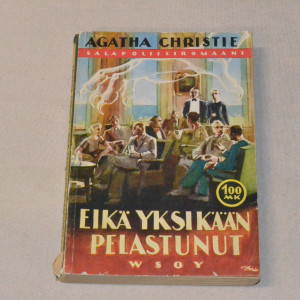 AGATHA CHRISTIE
SALAPOLIISIROMAANI
100
MK
EIKÄ YKSIKÄÄN
PELASTUNUT
WSOY